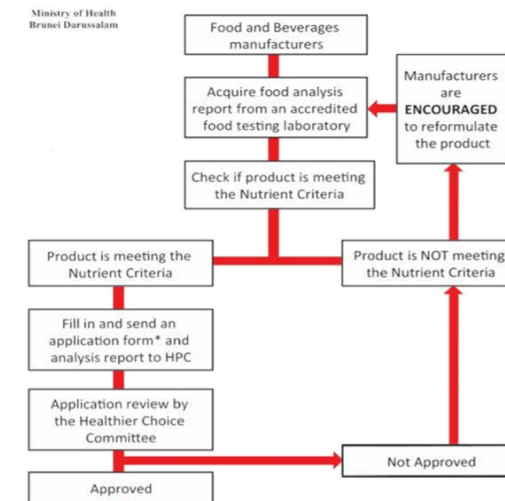 Ministry of Health
Brunei Darussalam
Food and Beverages
manufacturers
Manufacturers
are
ENCOURAGED
to reformulate
the product
Acquire food analysis
report from an accredited
food testing laboratory
Check if product is meeting
the Nutrient Criteria
Product is meeting the
Nutrient Criteria
Product is NOT meeting
the Nutrient Criteria
Fill in and send an
application form* and
analysis report to HPC
Application review by
the Healthier Choice
Committee
Not Approved
Approved